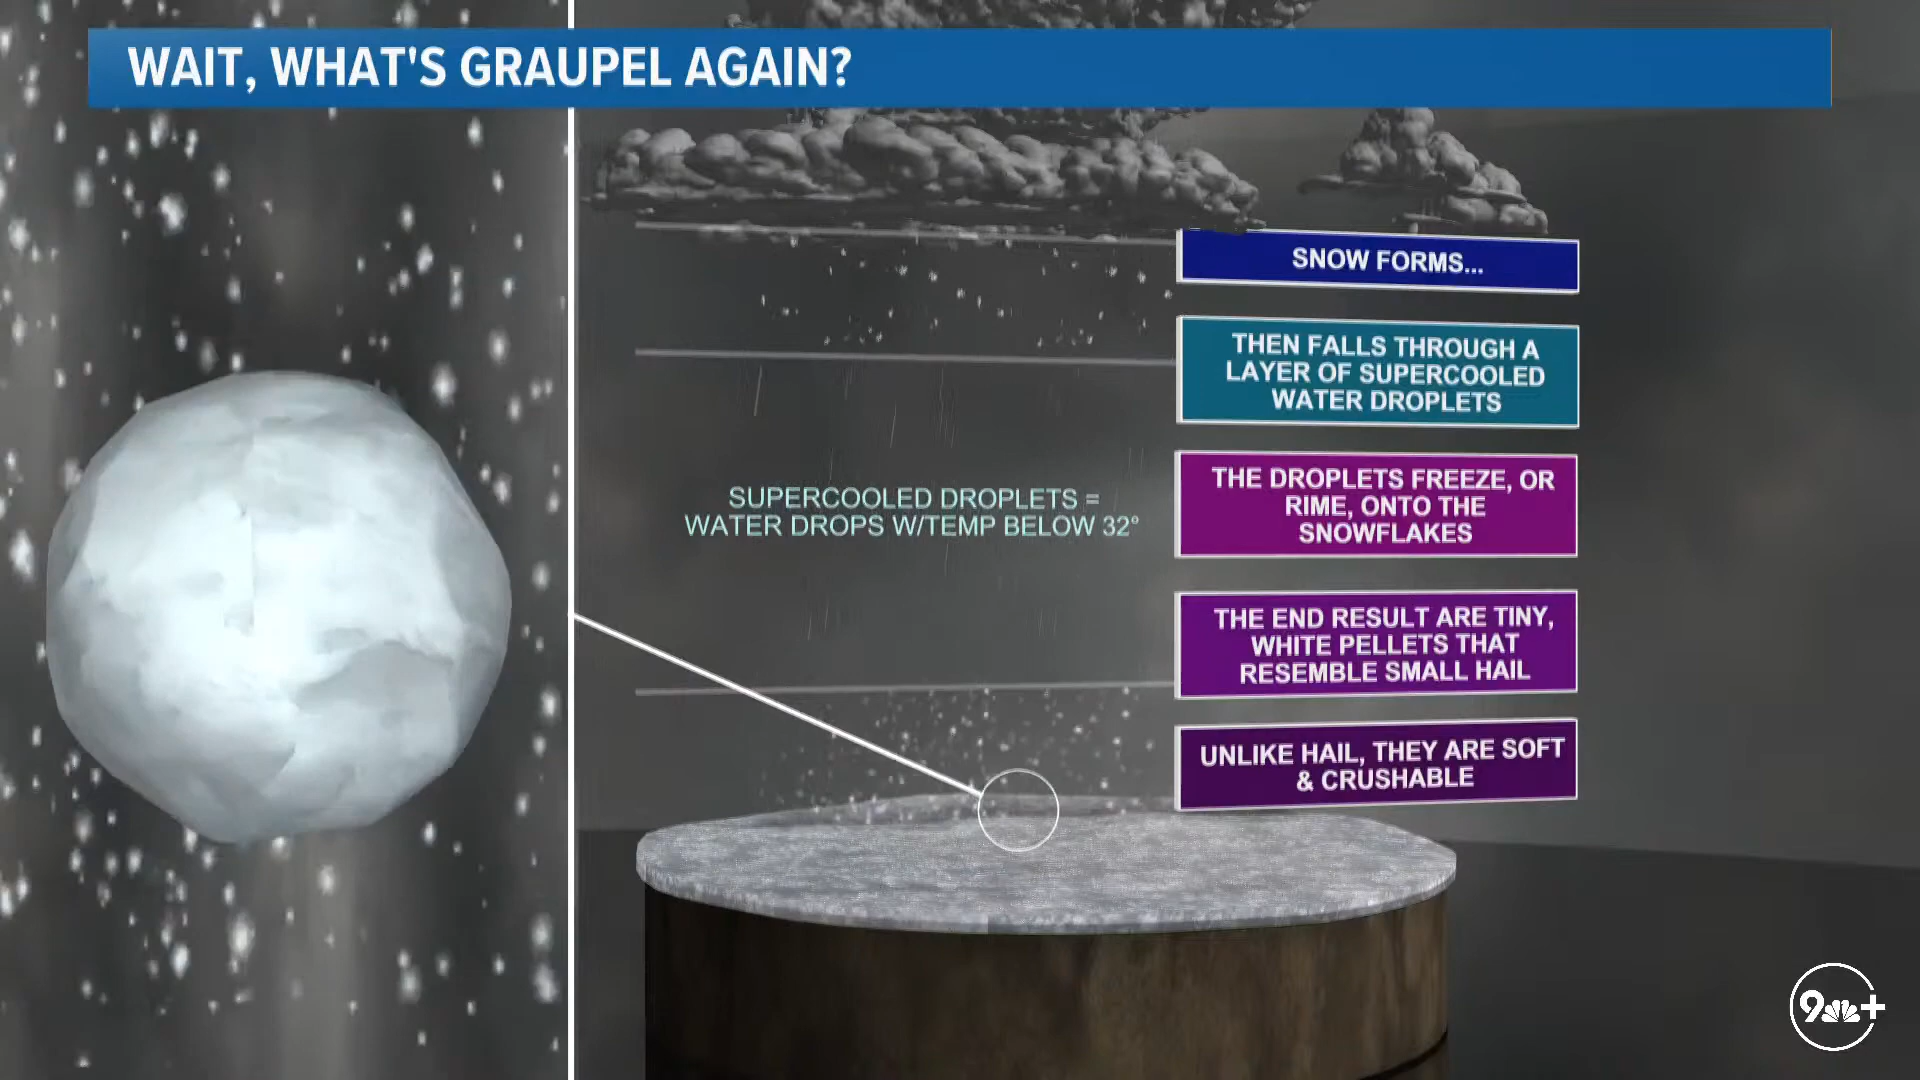 WAIT, WHAT'S GRAUPEL AGAIN?
SNOW FORMS...
THEN FALLS THROUGH A
LAYER OF SUPERCOOLED
WATER DROPLETS
SUPERCOOLED DROPLETS =
WATER DROPS W/TEMP BELOW 32°
THE DROPLETS FREEZE, OR
RIME, ONTO THE
SNOWFLAKES
THE END RESULT ARE TINY,
WHITE PELLETS THAT
RESEMBLE SMALL HAIL
UNLIKE HAIL, THEY ARE SOFT
& CRUSHABLE
9+